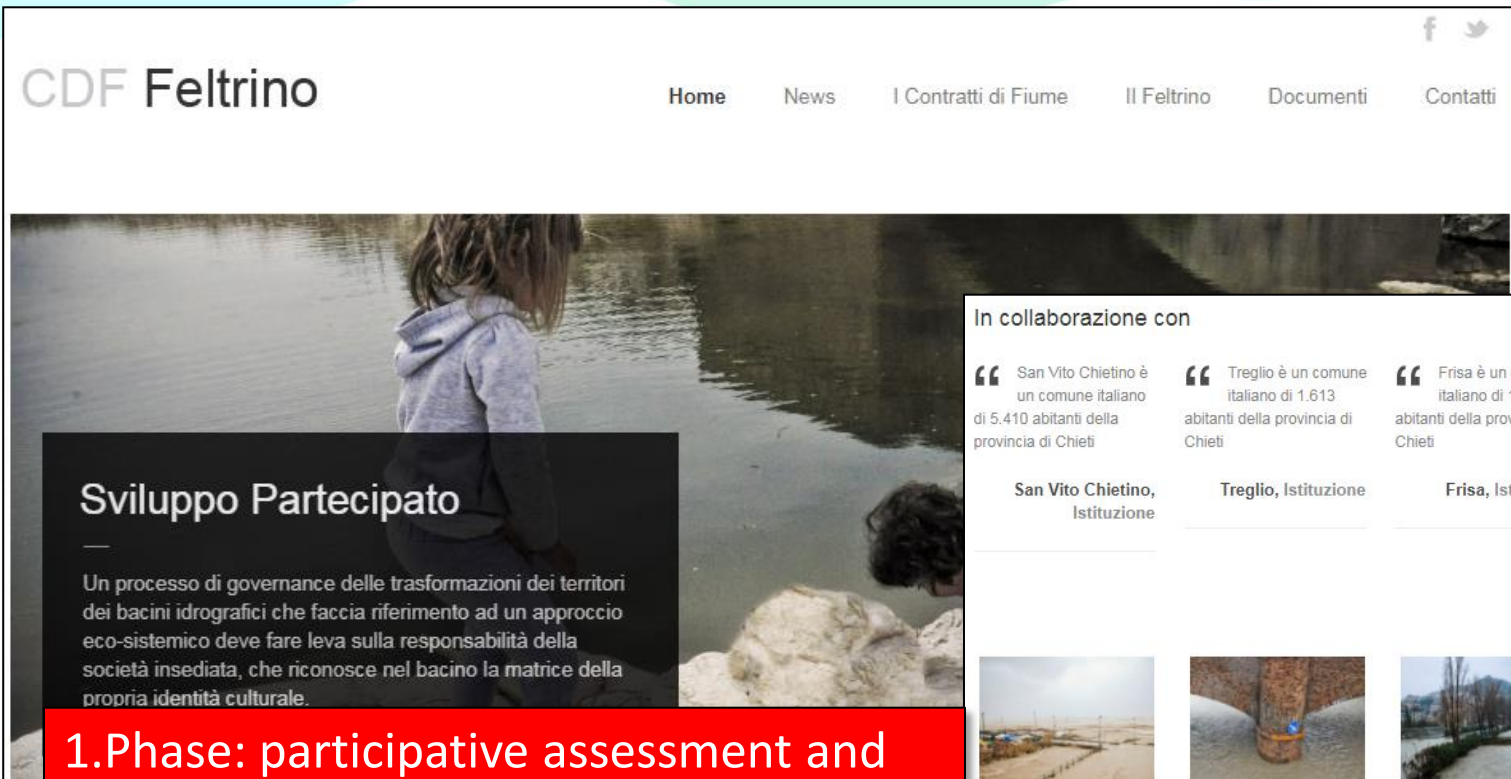 CDF Feltrino
Home News I Contratti di Fiume Il Feltrino Documenti Contatti
Sviluppo Partecipato
Un processo di governance delle trasformazioni dei territori
dei bacini idrografici che faccia riferimento ad un approccio
eco-sistemico deve fare leva sulla responsabilità della
società insediata, che riconosce nel bacino la matrice della
propria identità culturale.
1.Phase: participative assessment and
In collaborazione con
San Vito Chietino è
un comune italiano
di 5.410 abitanti della
provincia di Chieti
San Vito Chietino,
Istituzione
Treglio è un comune
italiano di 1.613
abitanti della provincia di
Chieti
Treglio, Istituzione
Frisa è un
italiano di
abitanti della
Chieti
Frisa,